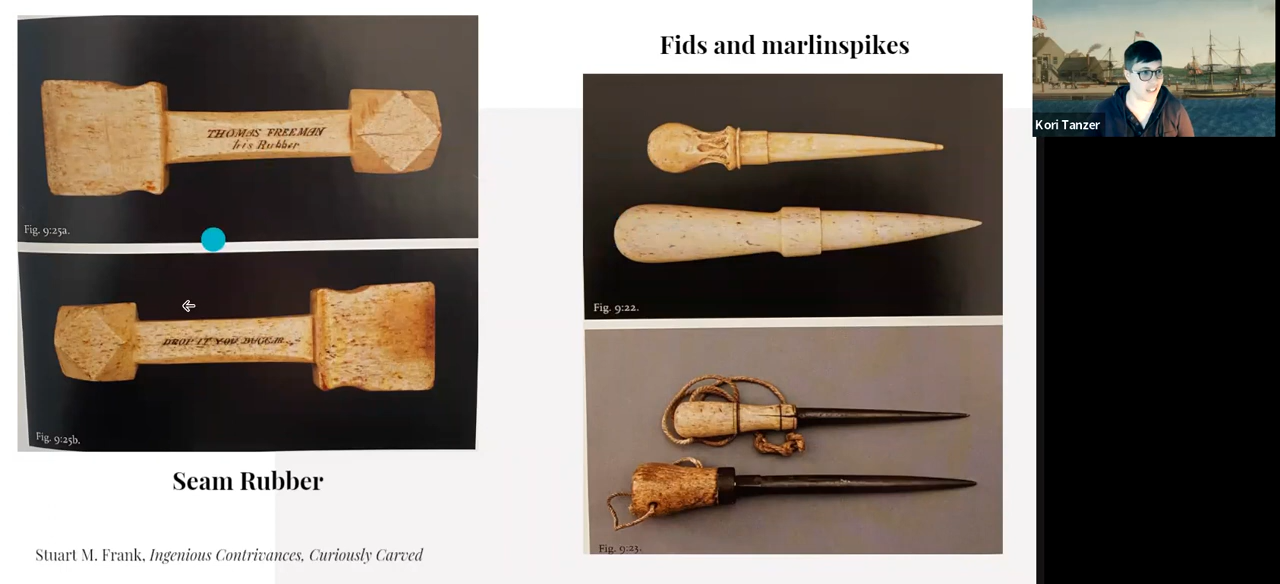 Fids and marlinspikes
Kori Tanzer
THOMAS FREEMAN
his Rubber
Fig. 9:25a.
DROP IT YOU
Fig. 9:25b.
Fig. 9:22.
Fig. 9:23.
Seam Rubber
Stuart M. Frank, Ingenious Contrivances, Curiously Carved